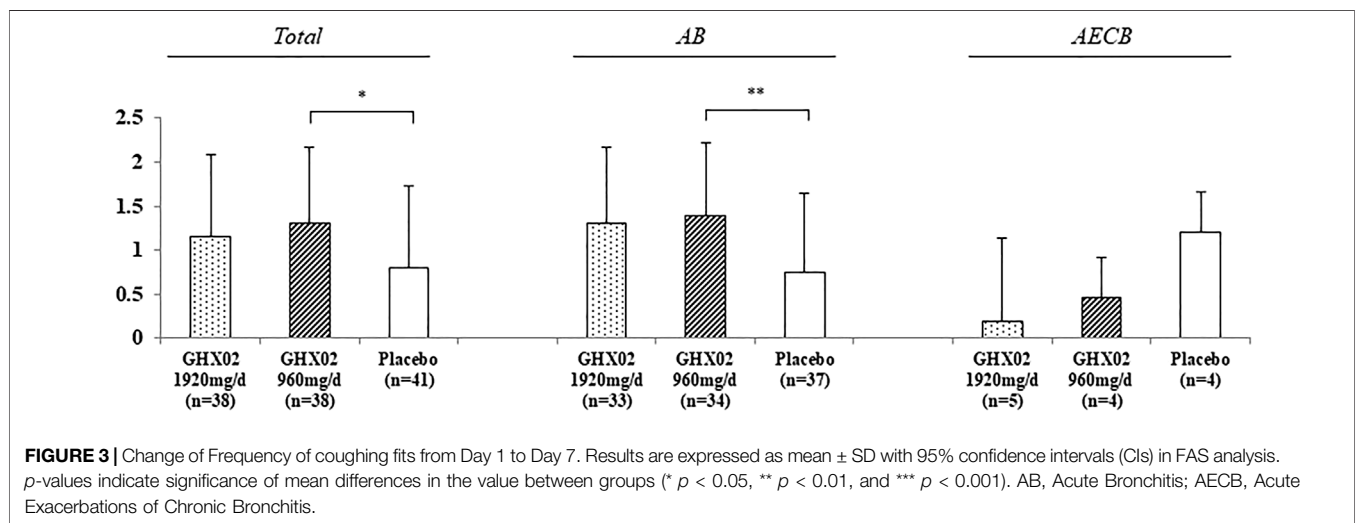 Total AB AECB
* **
2.5
2
1.5
1
0.5
0
GHX02 GHX02 Placebo GHX02 GHX02 Placebo GHX02 GHX02 Placebo
1920mg/d 960mg/d (n=41) 1920mg/d 960mg/d (n=37) 1920mg/d 960mg/d (n=4)
(n=38) (n=38) (n=33) (n=34) (n=5) (n=4)
FIGURE 3 | Change of Frequency of coughing fits from Day 1 to Day 7. Results are expressed as mean ± SD with 95% confidence intervals (CIs) in FAS analysis.
p-values indicate significance of mean differences in the value between groups (* p < 0.05, ** p < 0.01, and *** p < 0.001). AB, Acute Bronchitis; AECB, Acute
Exacerbations of Chronic Bronchitis.